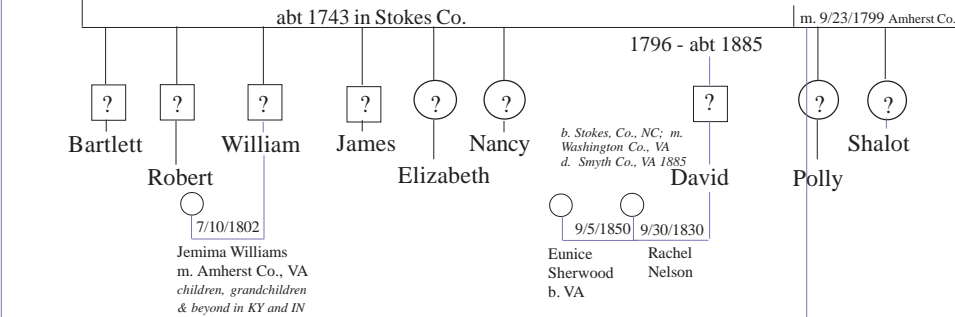 abt 1743 in Stokes Co.
m. 9/23/1799 Amherst Co.
1796 - abt 1885
? ? ? ? ? ? ? ? ?
Bartlett
William
James
Nancy
b. Stokes, Co., NC; m.
Washington Co., VA
d. Smyth Co., VA 1885
Shalot
Robert
Elizabeth
David
Polly
7/10/1802
9/5/1850
9/30/1830
Jemima Williams
m. Amherst Co., VA
children, grandchildren
& beyond in KY and IN
Eunice
Sherwood
b. VA
Rachel
Nelson